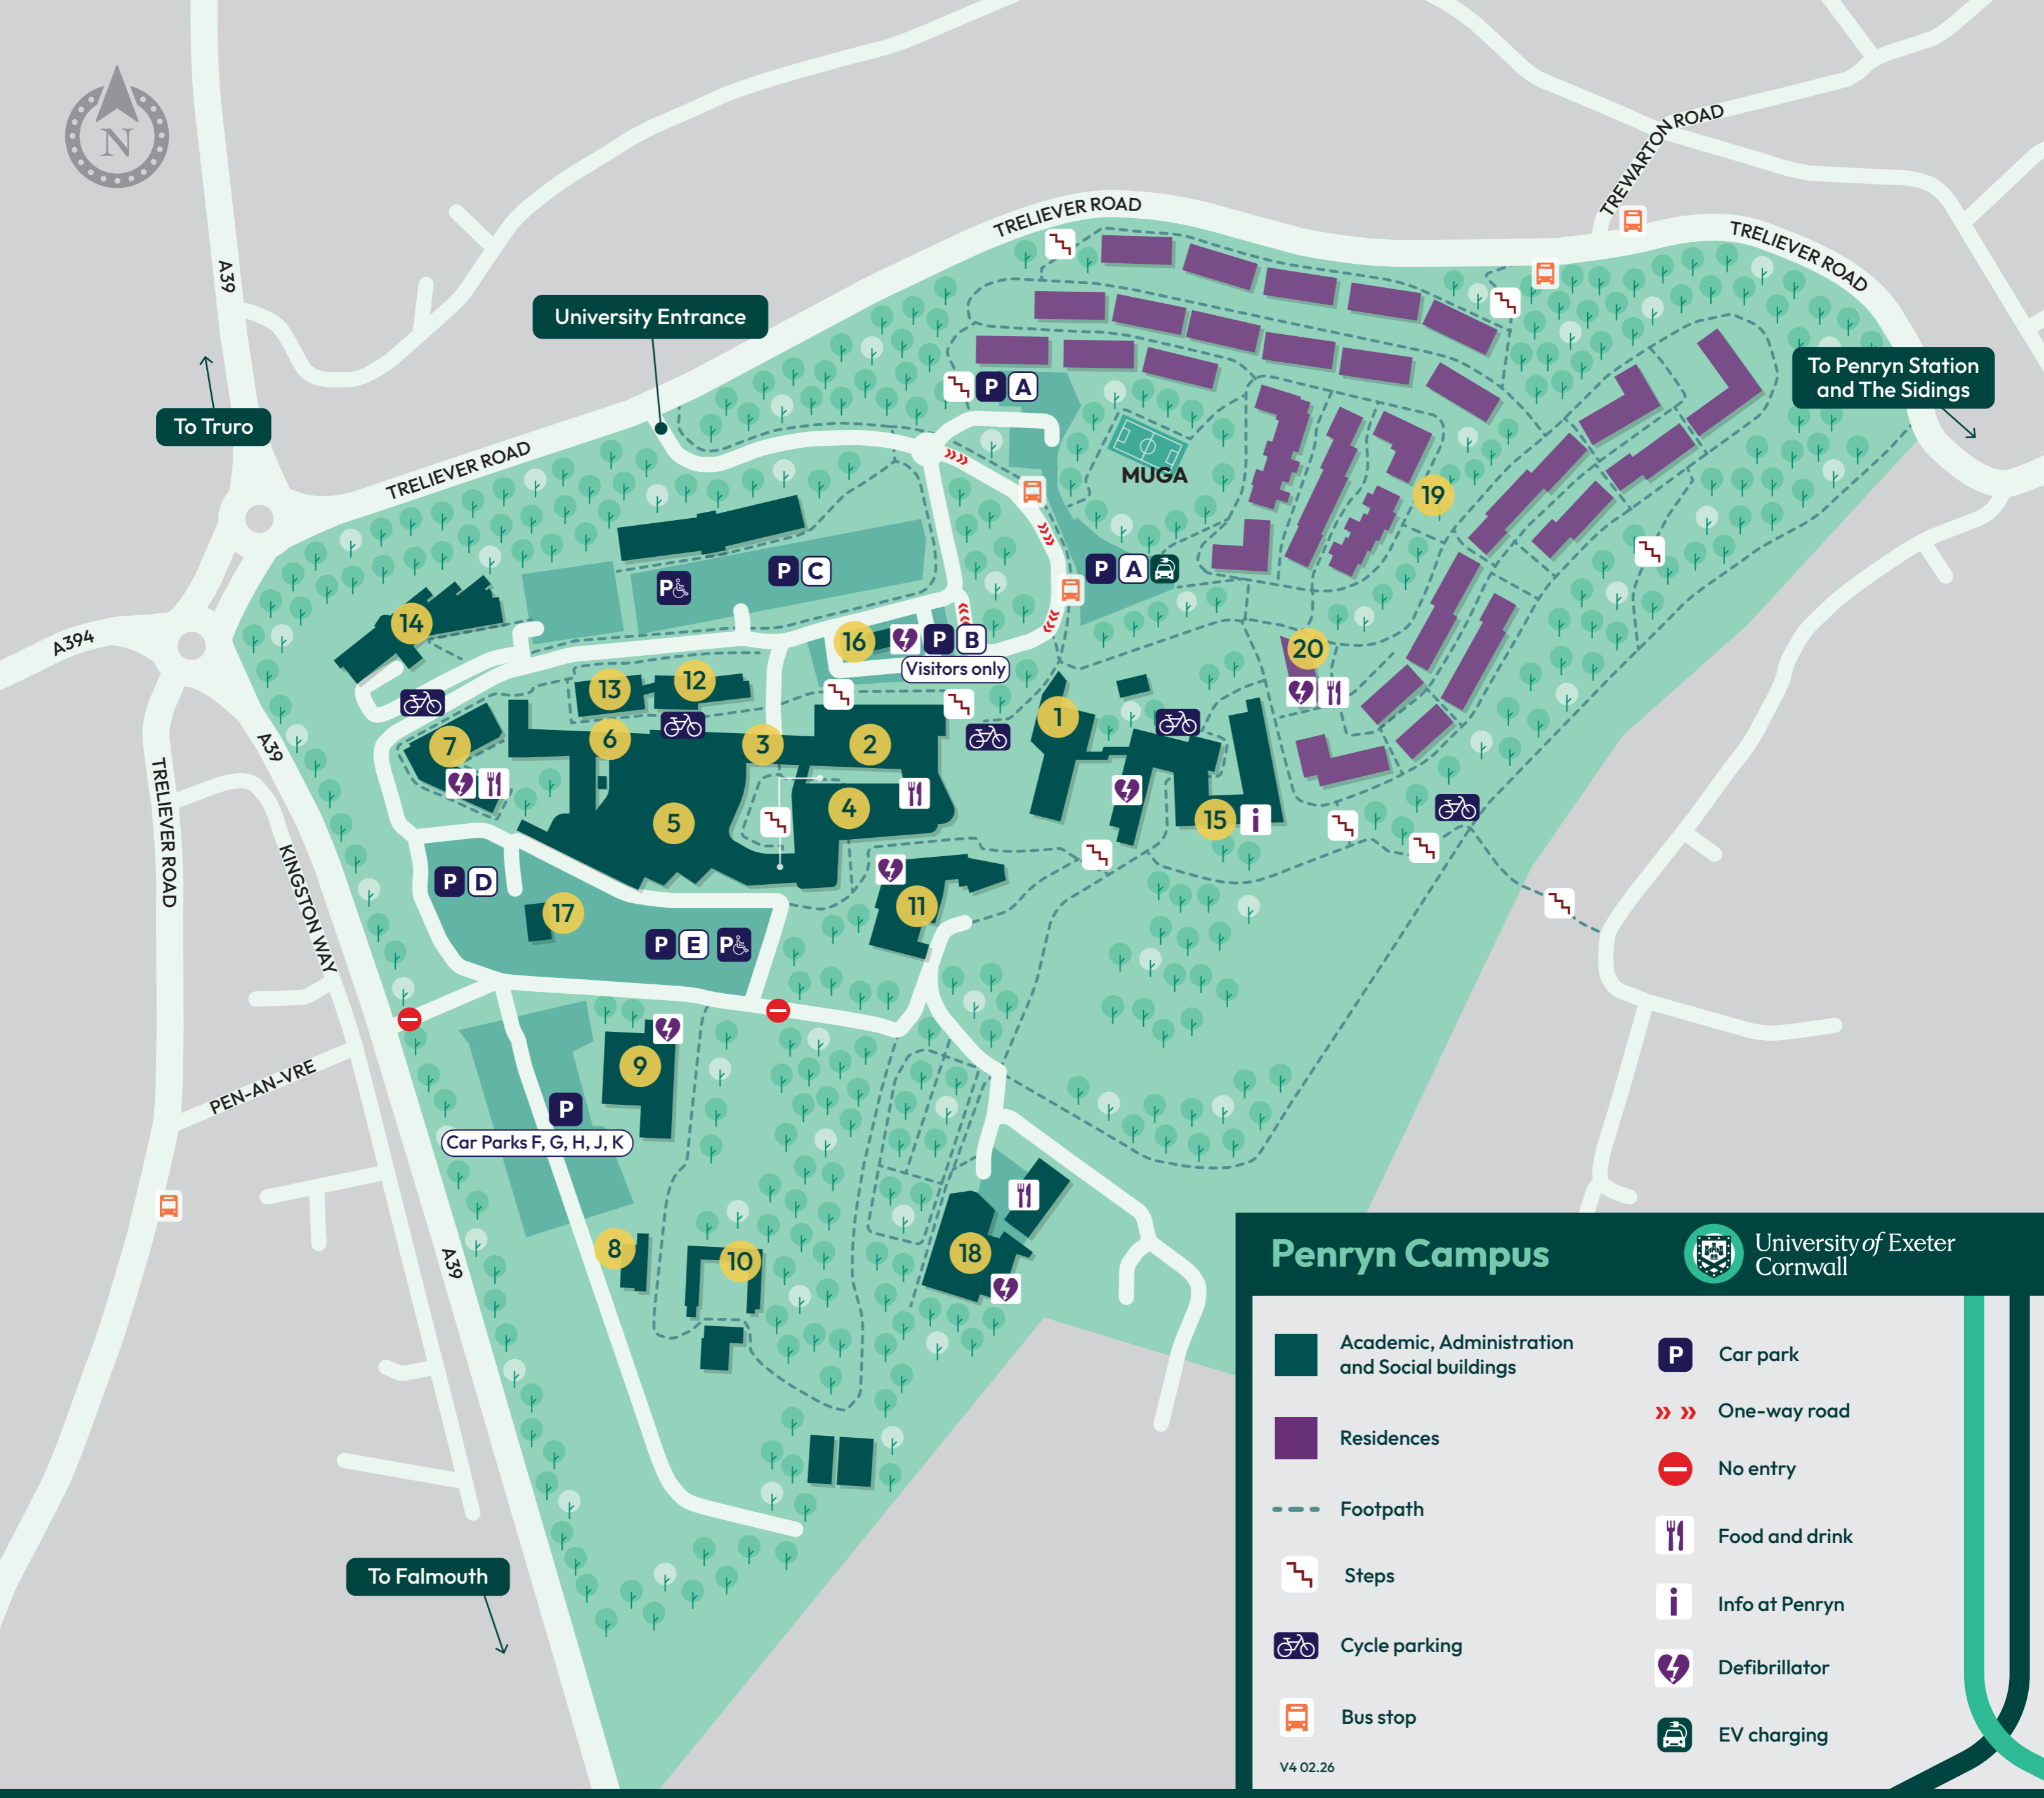 N
A39
TRELIEVER ROAD
TREWARTON ROAD
TRELIEVER ROAD
University Entrance
To Truro
To Penryn Station
and The Sidings
TRELIEVER ROAD
P A
MUGA
19
P C
P
P A
14
A394
16
P B
Visitors only
20
13
12
1
7
6
3
2
A39
TRELIEVER ROAD
5
4
15
i
KINGSTON WAY
P D
17
11
P E P
9
PEN-AN-VRE
P
Car Parks F, G, H, J, K
8
10
18
A39
To Falmouth
Penryn Campus
University of Exeter
Cornwall
Academic, Administration
and Social buildings
Residences
Footpath
Steps
Cycle parking
Bus stop
P Car park
One-way road
No entry
Food and drink
i Info at Penryn
Defibrillator
EV charging
V4 02.26